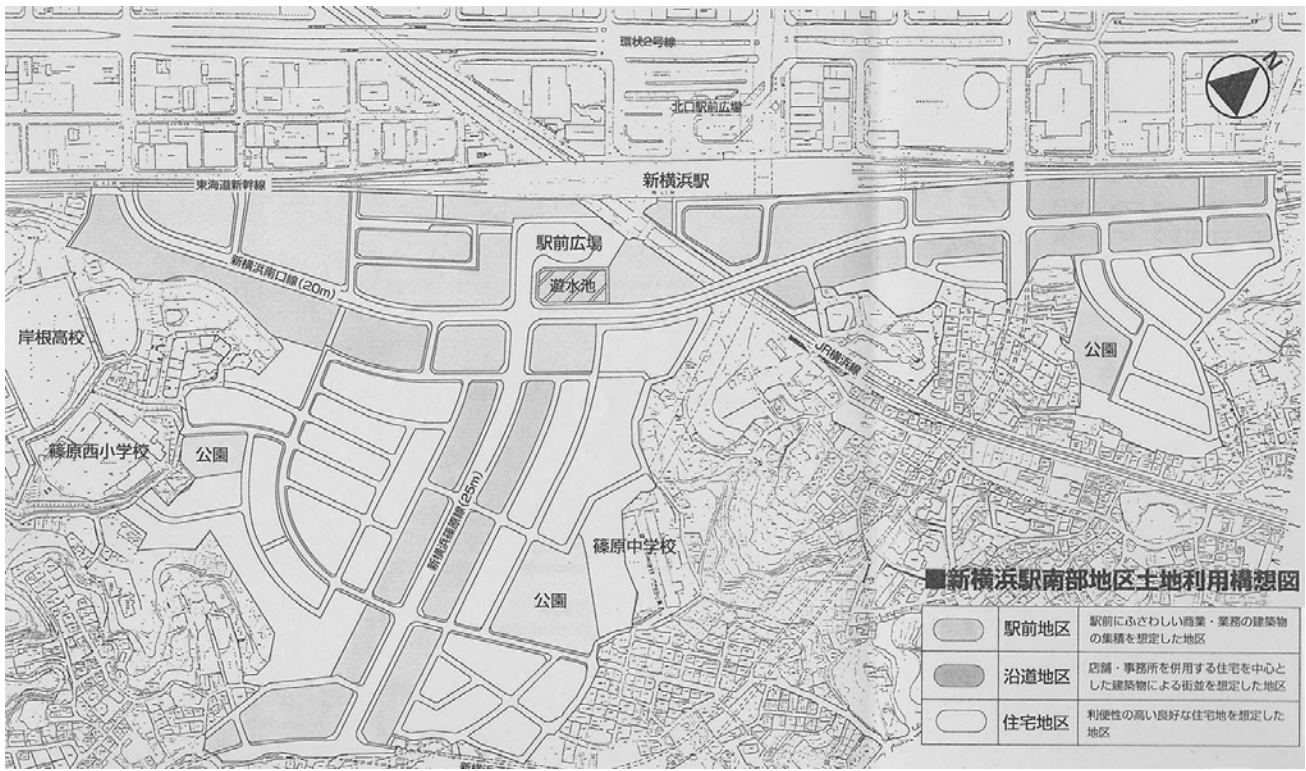 環状2号線
北口駅前広場
N
東海道新幹線
新横浜駅
駅前広場
遊水池
新横浜南口線(20m)
岸根高校
JR横浜線
公園
篠原西小学校
公園
新横浜篠原線(25m)
篠原中学校
公園
■新横浜駅南部地区土地利用構想図
駅前地区
駅前にふさわしい商業・業務の建築物
の集積を想定した地区
沿道地区
店舗・事務所を併用する住宅を中心と
した建築物による街並を想定した地区
住宅地区
利便性の高い良好な住宅地を想定した
地区